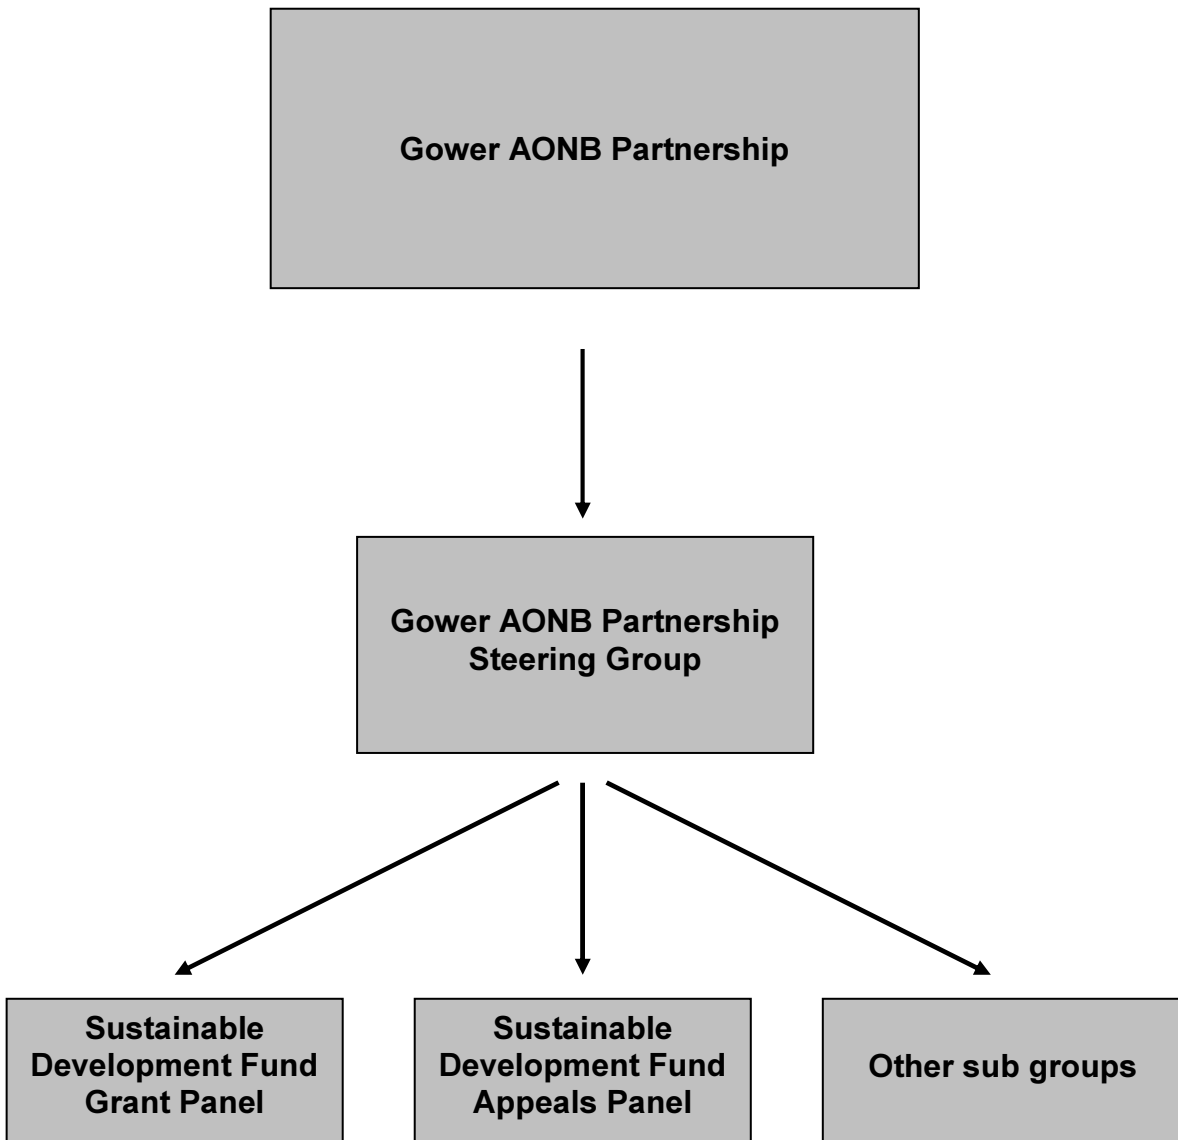 Gower AONB Partnership
Gower AONB Partnership
Steering Group
Sustainable
Development Fund
Grant Panel
Sustainable
Development Fund
Appeals Panel
Other sub groups